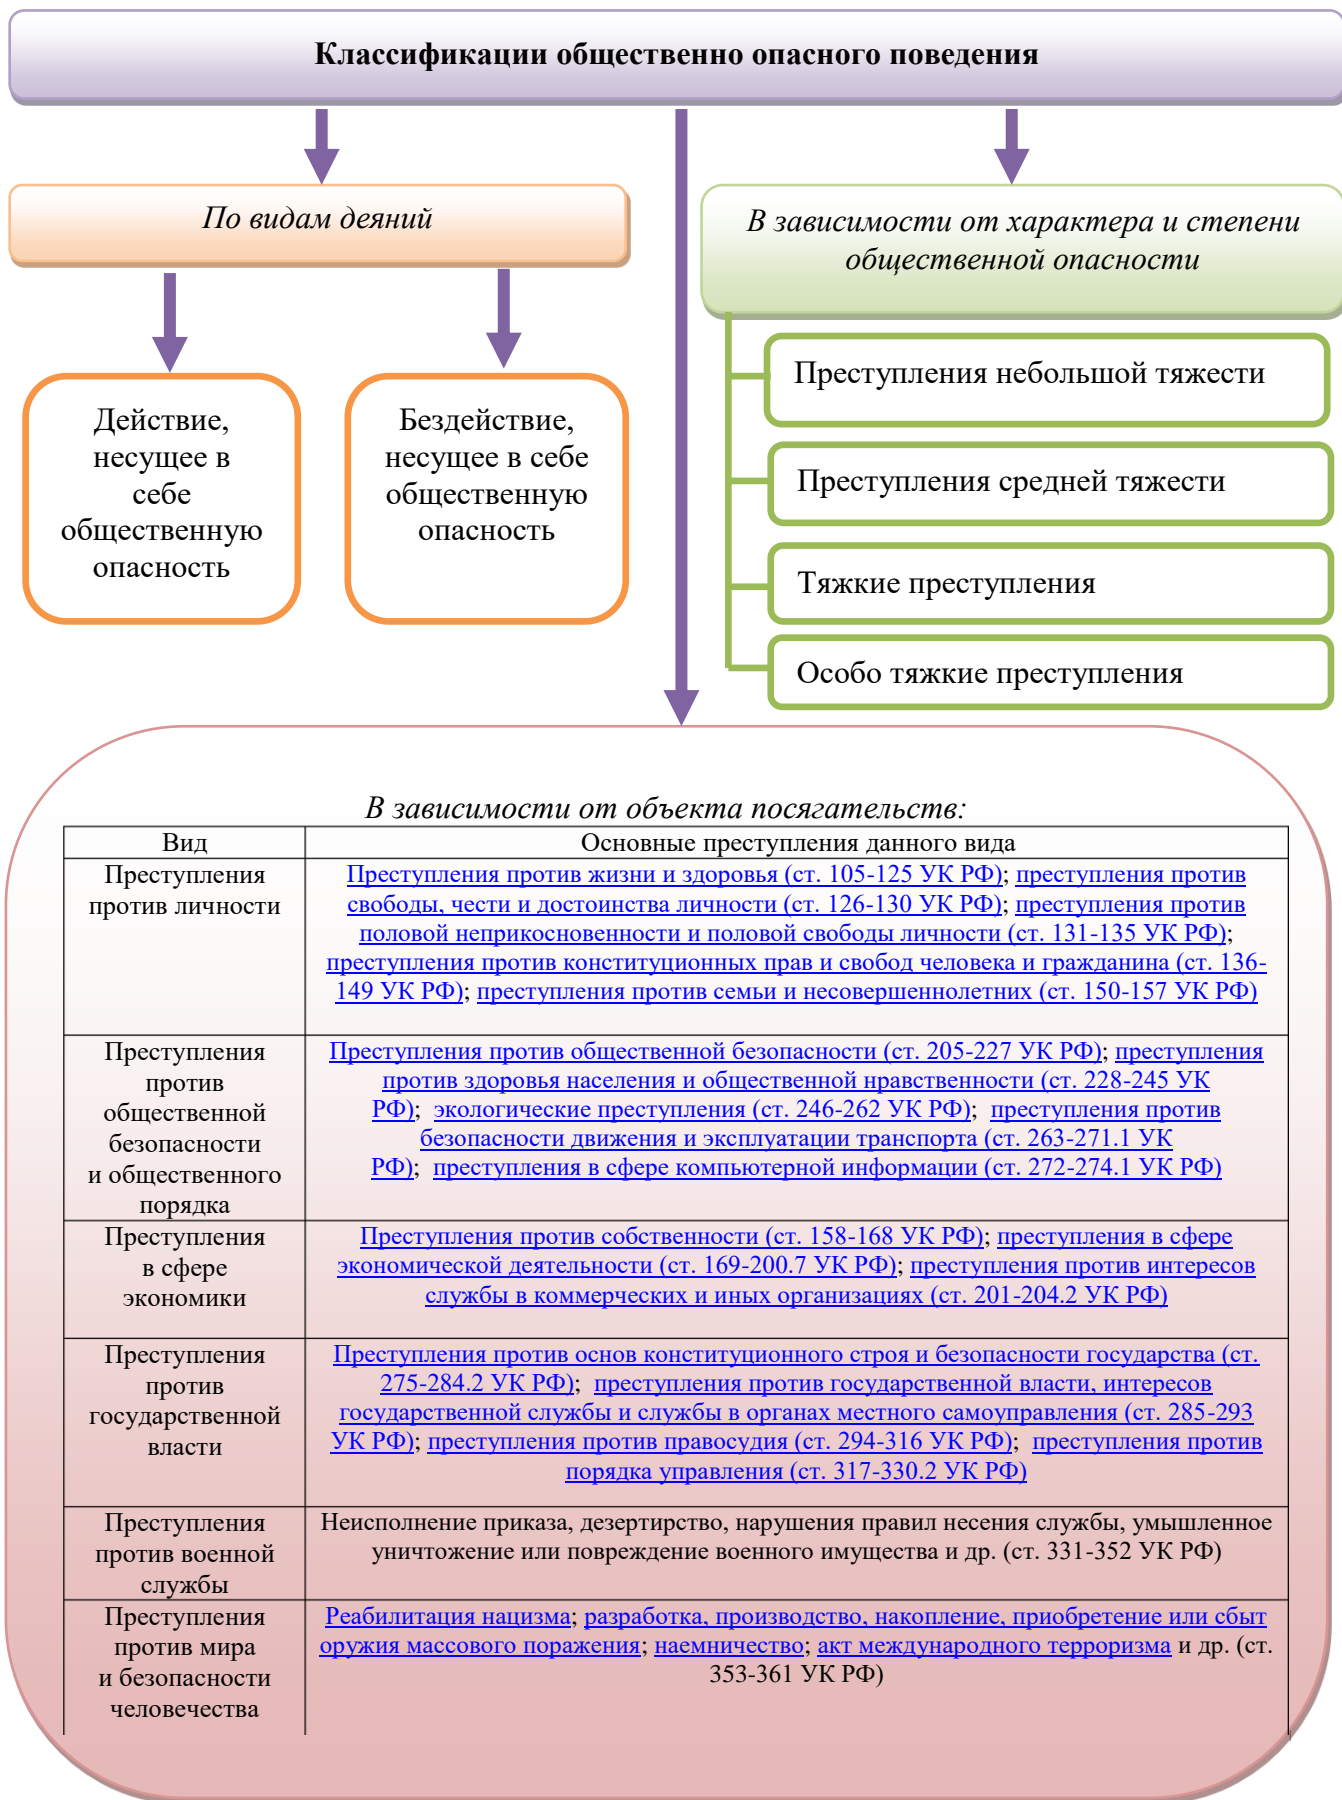 Классификации общественно опасного поведения
По видам деяний
В зависимости от характера и степени
общественной опасности
Действие,
несущее в
себе
общественную
опасность
Бездействие,
несущее в себе
общественную
опасность
Преступления небольшой тяжести
Преступления средней тяжести
Тяжкие преступления
Особо тяжкие преступления
В зависимости от объекта посягательств:
Вид
Основные преступления данного вида
Преступления
против личности
Преступления против жизни и здоровья (ст. 105-125 УК РФ); преступления против
свободы, чести и достоинства личности (ст. 126-130 УК РФ); преступления против
половой неприкосновенности и половой свободы личности (ст. 131-135 УК РФ);
преступления против конституционных прав и свобод человека и гражданина (ст. 136-
149 УК РФ); преступления против семьи и несовершеннолетних (ст. 150-157 УК РФ)
Преступления
против
общественной
безопасности
и общественного
порядка
Преступления против общественной безопасности (ст. 205-227 УК РФ); преступления
против здоровья населения и общественной нравственности (ст. 228-245 УК
РФ); экологические преступления (ст. 246-262 УК РФ); преступления против
безопасности движения и эксплуатации транспорта (ст. 263-271.1 УК
РФ); преступления в сфере компьютерной информации (ст. 272-274.1 УК РФ)
Преступления
в сфере
экономики
Преступления против собственности (ст. 158-168 УК РФ); преступления в сфере
экономической деятельности (ст. 169-200.7 УК РФ); преступления против интересов
службы в коммерческих и иных организациях (ст. 201-204.2 УК РФ)
Преступления
против
государственной
власти
Преступления против основ конституционного строя и безопасности государства (ст.
275-284.2 УК РФ); преступления против государственной власти, интересов
государственной службы и службы в органах местного самоуправления (ст. 285-293
УК РФ); преступления против правосудия (ст. 294-316 УК РФ); преступления против
порядка управления (ст. 317-330.2 УК РФ)
Преступления
против военной
службы
Неисполнение приказа, дезертирство, нарушения правил несения службы, умышленное
уничтожение или повреждение военного имущества и др. (ст. 331-352 УК РФ)
Преступления
против мира
и безопасности
человечества
Реабилитация нацизма; разработка, производство, накопление, приобретение или сбыт
оружия массового поражения; наемничество; акт международного терроризма и др. (ст.
353-361 УК РФ)